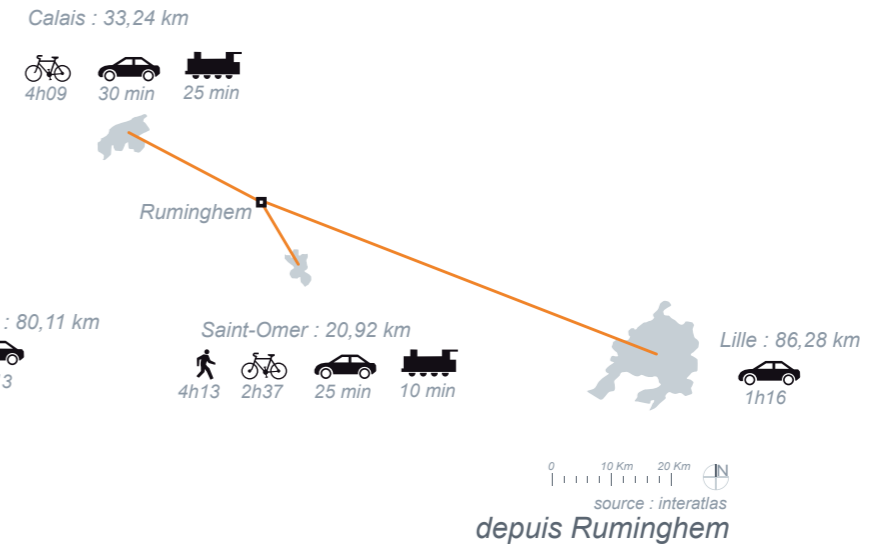 Calais : 33,24 km
4h09 30 min 25 min
Ruminghem
: 80,11 km
3
Saint-Omer : 20,92 km
4h13 2h37 25 min 10 min
Lille : 86,28 km
1h16
0 10 Km 20 Km N
source : interatlas
depuis Ruminghem